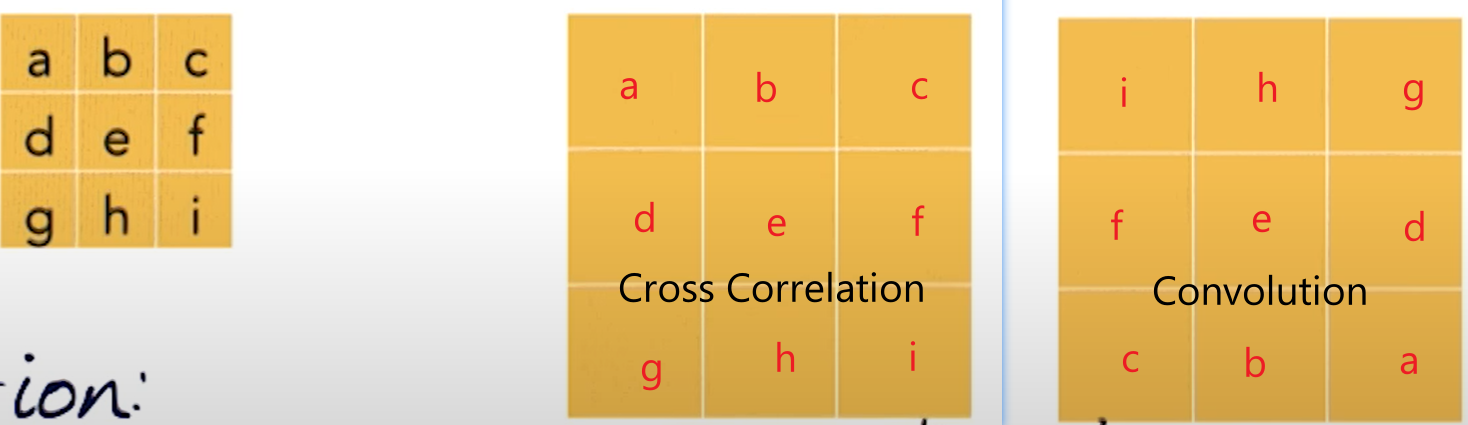 a b c
d e f
g h i
a b c
d e f
Cross Correlation
g h i
i h g
f e d
Convolution
c b a
ion: